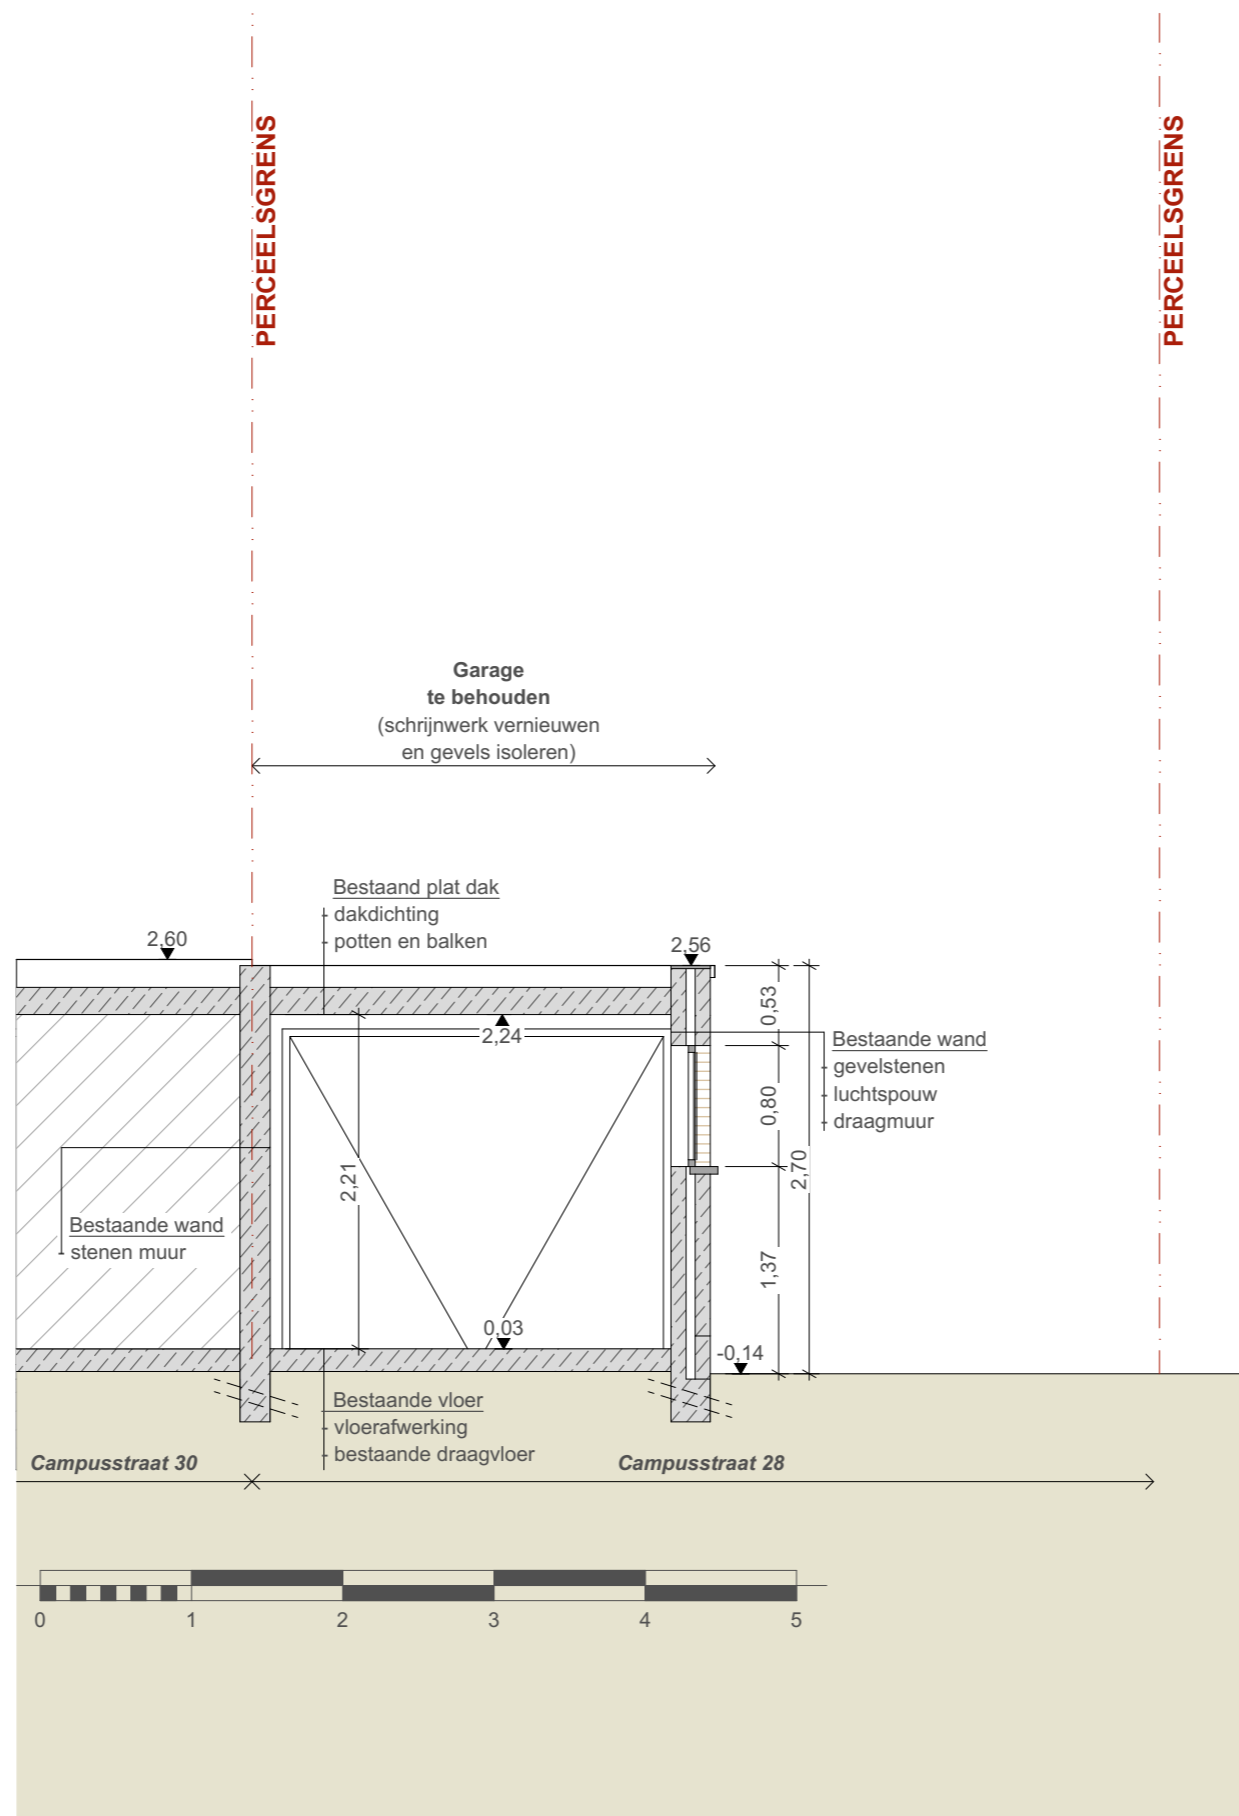 PERCEELSGRENS
PERCEELSGRENS
Garage
te behouden
(schrijnwerk vernieuwen
en gevels isoleren)
Bestaand plat dak
dakdichting
potten en balken
2,60
2,56
0,53
2,24
Bestaande wand
gevelstenen
luchtspouw
draagmuur
0,80
2,70
2,21
Bestaande wand
stenen muur
1,37
0,03
-0,14
Bestaande vloer
vloerafwerking
bestaande draagvloer
Campusstraat 30
Campusstraat 28
0 1 2 3 4 5